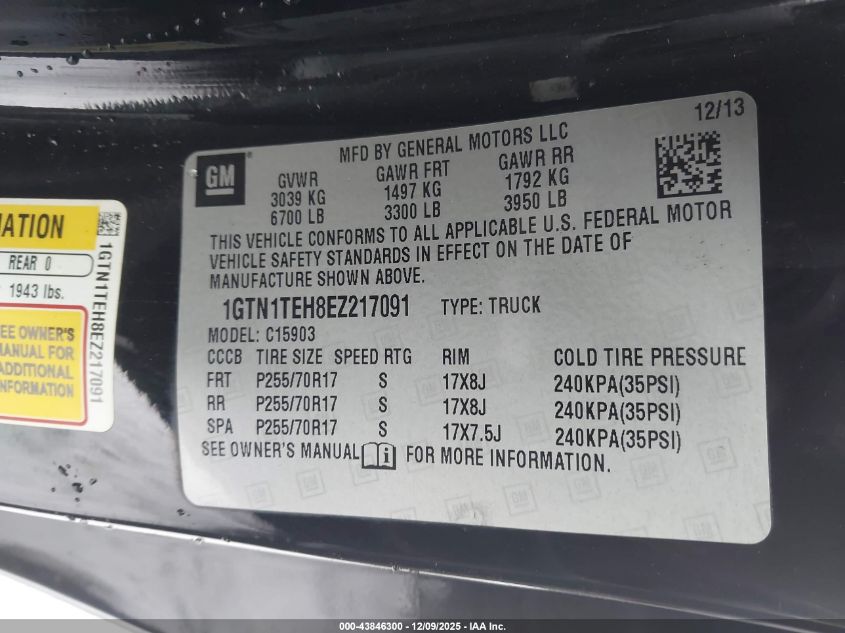 12/13
GM
MFD BY GENERAL MOTORS LLC
GVWR GAWR FRT GAWR RR
3039 KG 1497 KG 1792 KG
6700 LB 3300 LB 3950 LB
THIS VEHICLE CONFORMS TO ALL APPLICABLE U.S. FEDERAL MOTOR
VEHICLE SAFETY STANDARDS IN EFFECT ON THE DATE OF
MANUFACTURE SHOWN ABOVE.
1GTN1TEH8EZ217091 TYPE: TRUCK
MODEL: C15903
CCCB TIRE SIZE SPEED RTG RIM COLD TIRE PRESSURE
FRT P255/70R17 S 17X8J 240KPA(35PSI)
RR P255/70R17 S 17X8J 240KPA(35PSI)
SPA P255/70R17 S 17X7.5J 240KPA(35PSI)
SEE OWNER'S MANUAL FOR MORE INFORMATION.
MATION
REAR 0
1943 lbs.
SEE OWNER'S
MANUAL FOR
ADDITIONAL
INFORMATION
1GTN1TEH8EZ217091
000-43846300 - 12/09/2025 - IAA Inc.